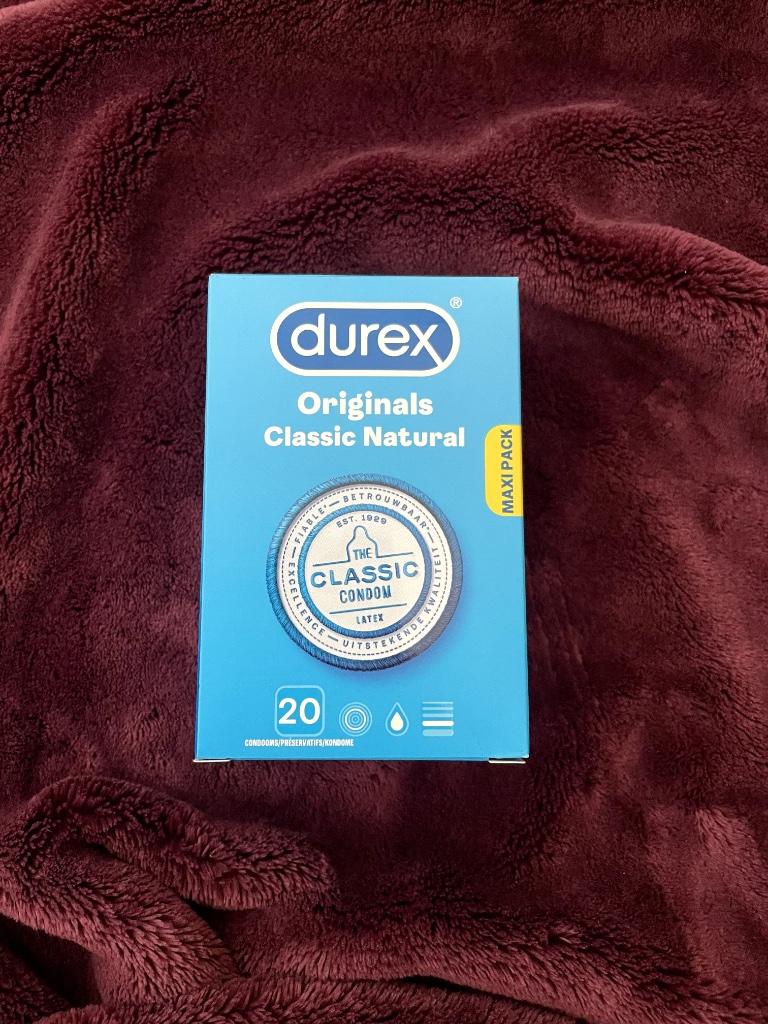 durex®
Originals
Classic Natural
MAXI PACK
FIABLE* — BETROUWBAAR* — UITSTEKENDE KWALITEIT — EXCELLENCE
EST. 1929
THE
CLASSIC
CONDOM
LATEX
20
CONDOOMS/PRÉSERVATIFS/KONDOME